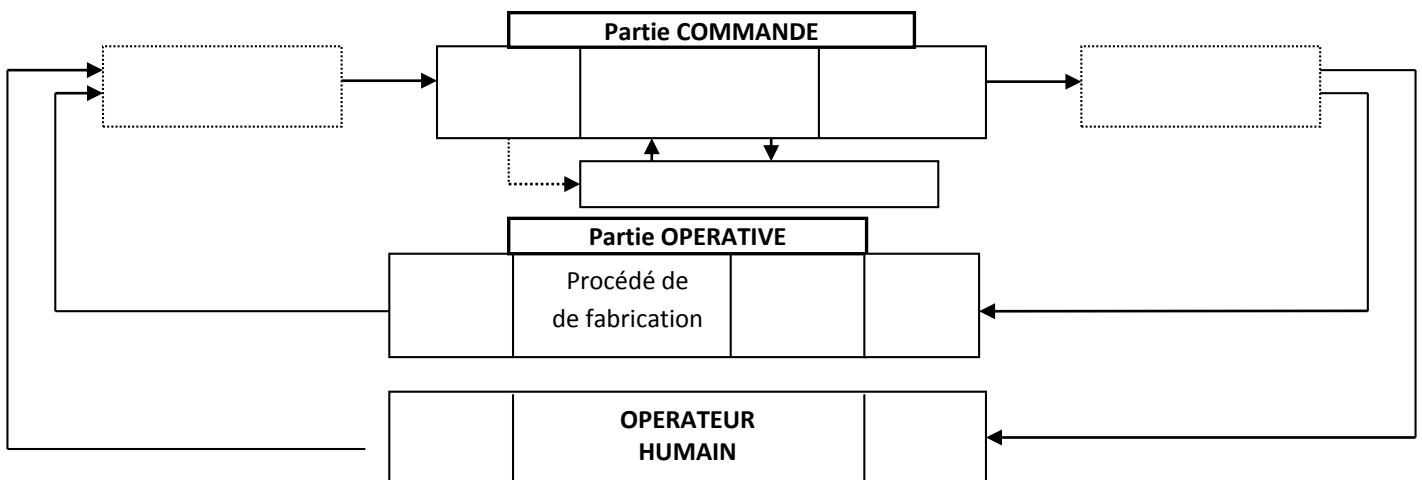 Partie COMMANDE
Partie OPERATIVE
Procédé de
de fabrication
OPERATEUR
HUMAIN